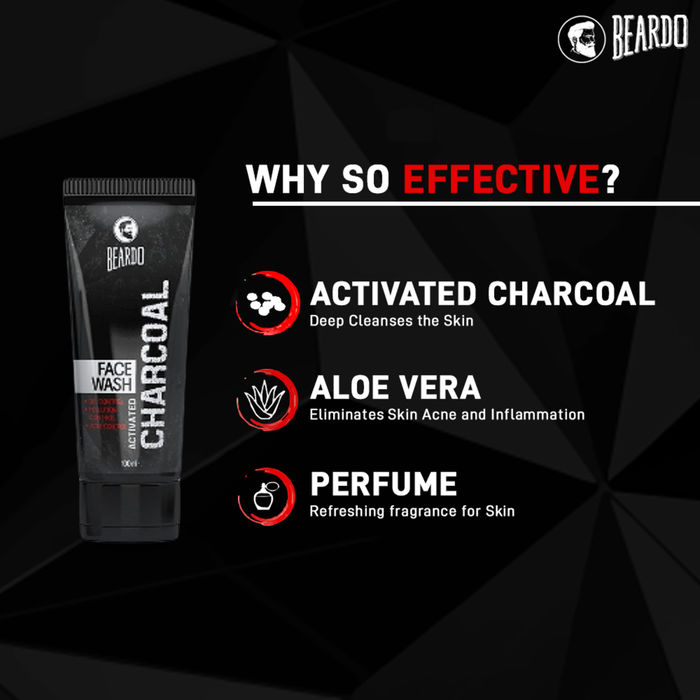 BEARDO
WHY SO EFFECTIVE?
BEARDO
FACE
WASH
ACTIVATED
CHARCOAL
100ml
ACTIVATED CHARCOAL
Deep Cleanses the Skin
ALOE VERA
Eliminates Skin Acne and Inflammation
PERFUME
Refreshing fragrance for Skin